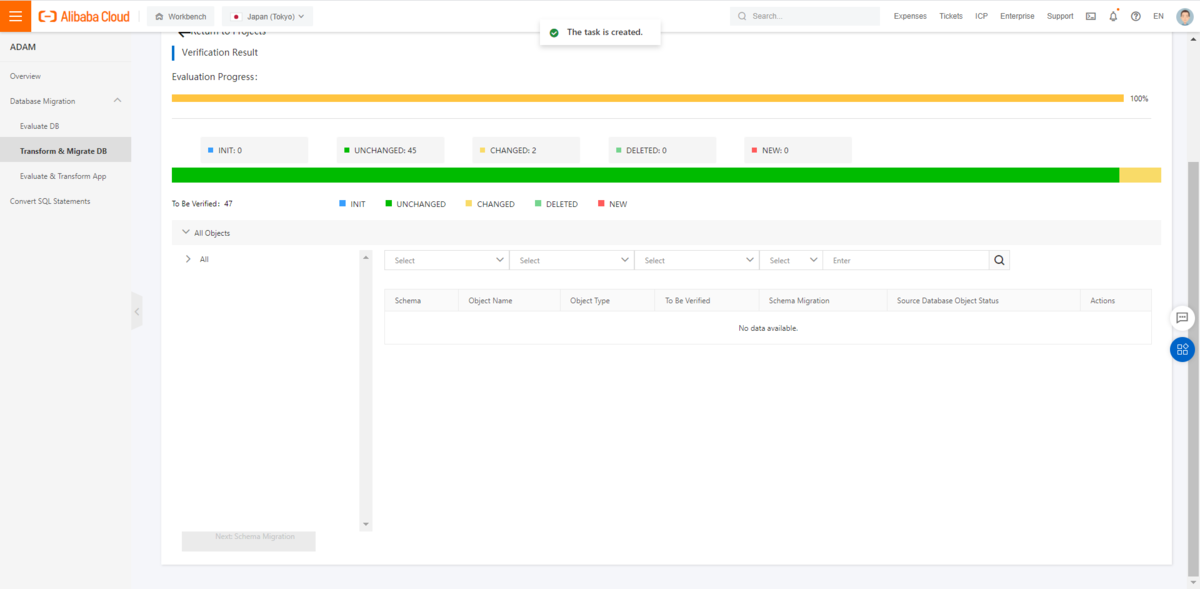 Alibaba Cloud
Workbench
Japan (Tokyo)
Search...
Expenses Tickets ICP Enterprise Support EN
The task is created.
ADAM
Overview
Database Migration
Evaluate DB
Transform & Migrate DB
Evaluate & Transform App
Convert SQL Statements
Return to Projects
Verification Result
Evaluation Progress:
100%
INIT: 0 UNCHANGED: 45 CHANGED: 2 DELETED: 0 NEW: 0
To Be Verified: 47 INIT UNCHANGED CHANGED DELETED NEW
All Objects
All
Select Select Select Select Enter
Schema Object Name Object Type To Be Verified Schema Migration Source Database Object Status Actions
No data available.
Next: Schema Migration